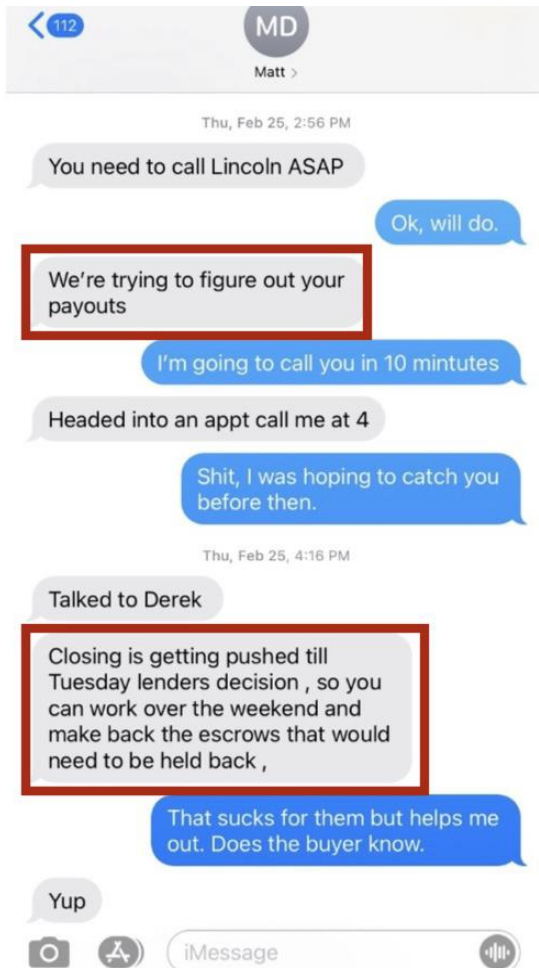 112
MD
Matt >
Thu, Feb 25, 2:56 PM
You need to call Lincoln ASAP
Ok, will do.
We're trying to figure out your
payouts
I'm going to call you in 10 mintutes
Headed into an appt call me at 4
Shit, I was hoping to catch you
before then.
Thu, Feb 25, 4:16 PM
Talked to Derek
Closing is getting pushed till
Tuesday lenders decision , so you
can work over the weekend and
make back the escrows that would
need to be held back ,
That sucks for them but helps me
out. Does the buyer know.
Yup
iMessage